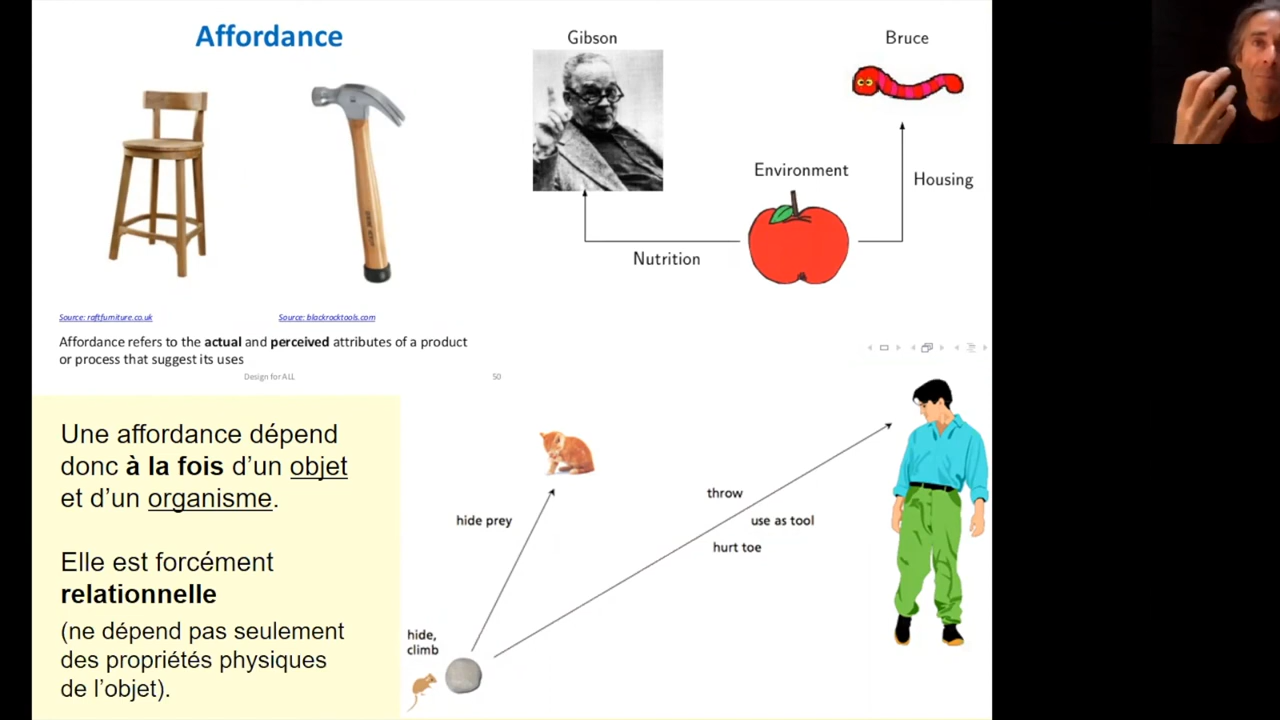 Affordance
Source: raftfurniture.co.uk
Source: blackrocktools.com
Affordance refers to the actual and perceived attributes of a product
or process that suggest its uses
Design for ALL
50
Gibson
Bruce
Environment
Housing
Nutrition
Une affordance dépend
donc à la fois d’un objet
et d’un organisme.
Elle est forcément
relationnelle
(ne dépend pas seulement
des propriétés physiques
de l’objet).
hide prey
throw
use as tool
hurt toe
hide,
climb